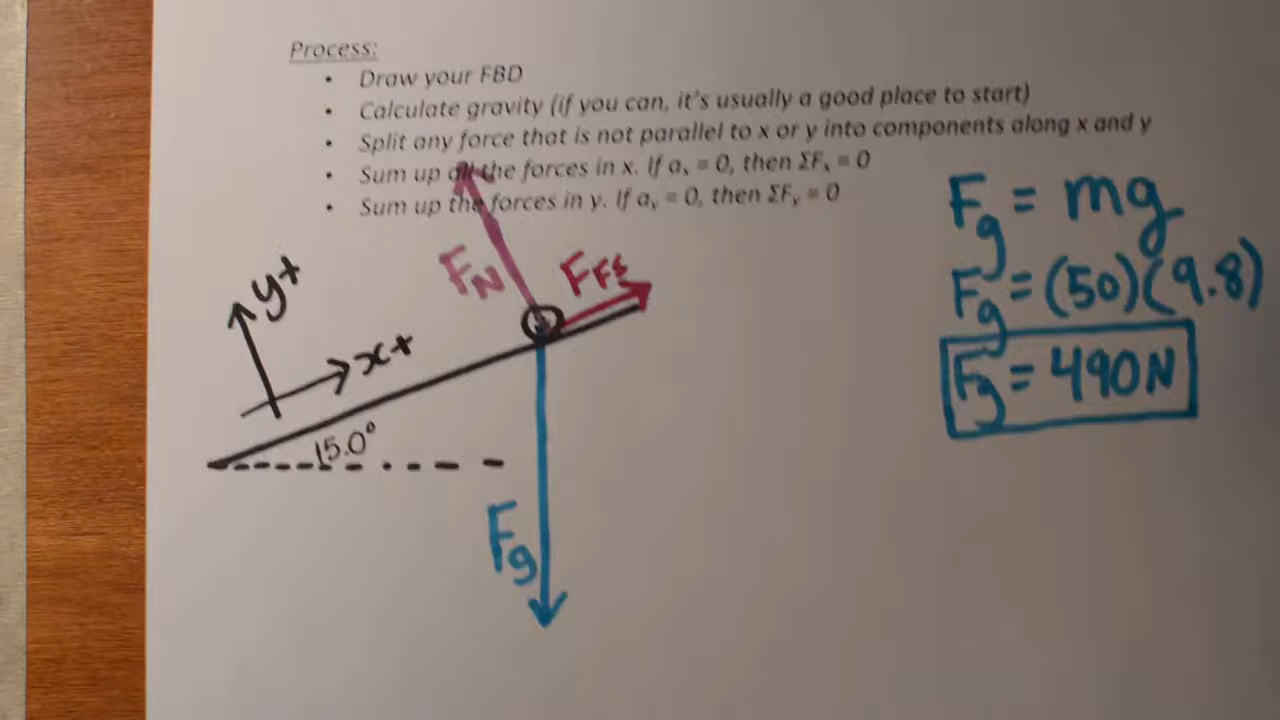 Process:
• Draw your FBD
• Calculate gravity (if you can, it's usually a good place to start)
• Split any force that is not parallel to x or y into components along x and y
• Sum up all the forces in x. If aₓ = 0, then ΣFₓ = 0
• Sum up the forces in y. If aᵧ = 0, then ΣFᵧ = 0
Fg = mg
Fg = (50)(9.8)
Fg = 490N
FN
FFs
y+
x+
15.0°
Fg